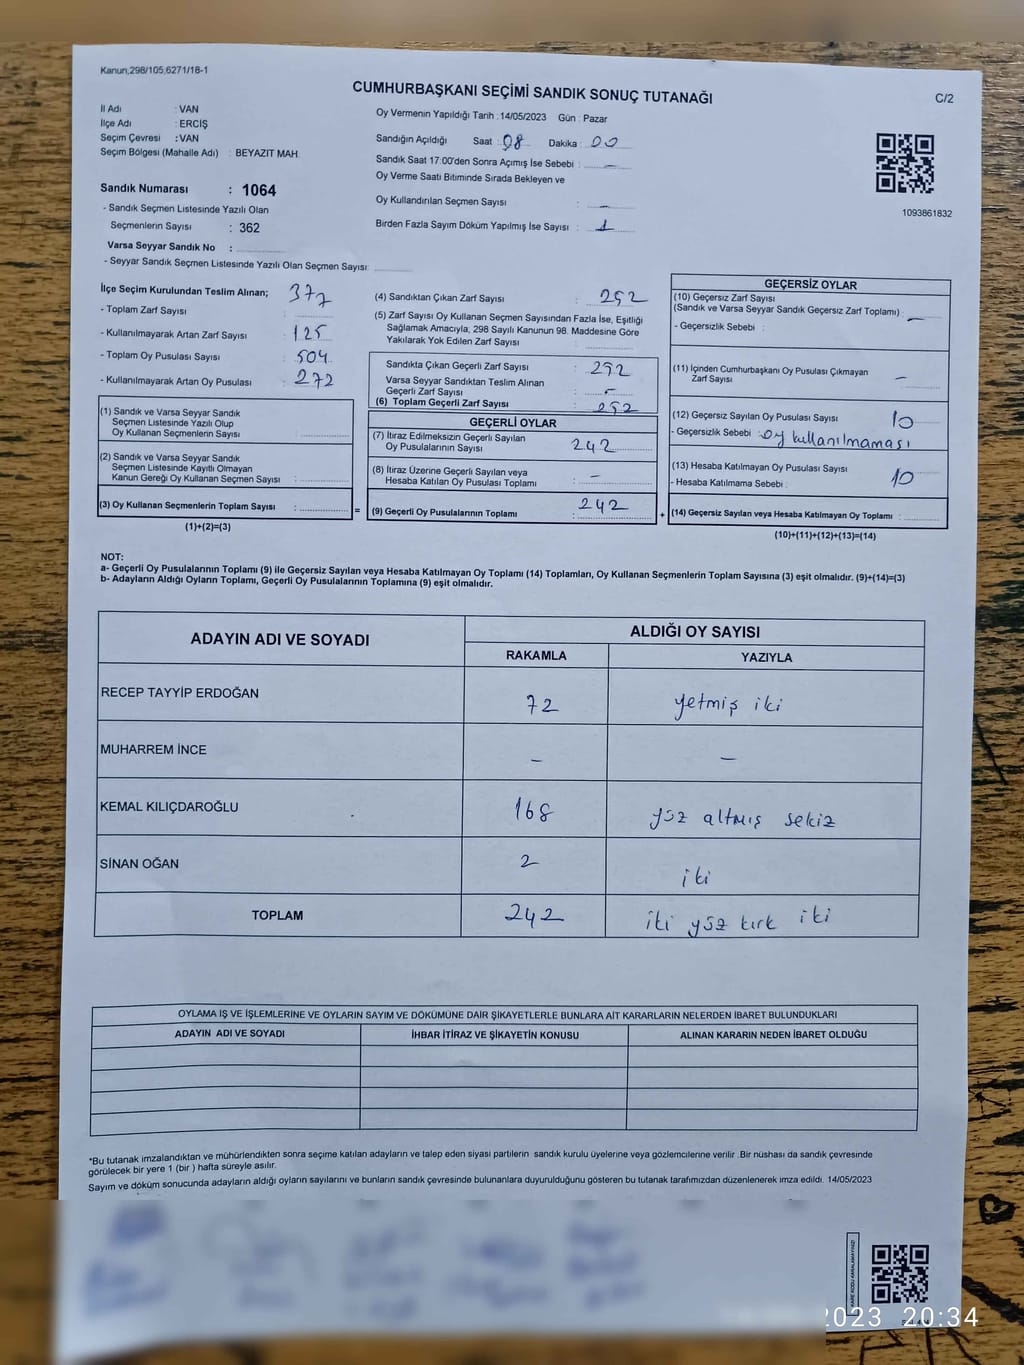 Kanun,298/105,6271/18-1
CUMHURBAŞKANI SEÇİMİ SANDIK SONUÇ TUTANAĞI
C/2
İl Adı : VAN
İlçe Adı : ERCİŞ
Seçim Çevresi : VAN
Seçim Bölgesi (Mahalle Adı) : BEYAZIT MAH
Sandık Numarası : 1064
- Sandık Seçmen Listesinde Yazılı Olan
Seçmenlerin Sayısı : 362
Varsa Seyyar Sandık No :
- Seyyar Sandık Seçmen Listesinde Yazılı Olan Seçmen Sayısı:
Oy Vermenin Yapıldığı Tarih :14/05/2023 Gün : Pazar
Sandığın Açıldığı Saat : 08 Dakika : 00
Sandık Saat 17:00'den Sonra Açımış İse Sebebi : –
Oy Verme Saati Bitiminde Sırada Bekleyen ve
Oy Kullandırılan Seçmen Sayısı : –
Birden Fazla Sayım Döküm Yapılmış İse Sayısı : 1
1093861832
İlçe Seçim Kurulundan Teslim Alınan; 377
- Toplam Zarf Sayısı :
- Kullanılmayarak Artan Zarf Sayısı : 125
- Toplam Oy Pusulası Sayısı : 504
- Kullanılmayarak Artan Oy Pusulası : 272
(1) Sandık ve Varsa Seyyar Sandık
Seçmen Listesinde Yazılı Olup
Oy Kullanan Seçmenlerin Sayısı :
(2) Sandık ve Varsa Seyyar Sandık
Seçmen Listesinde Kayıtlı Olmayan
Kanun Gereği Oy Kullanan Seçmen Sayısı :
(3) Oy Kullanan Seçmenlerin Toplam Sayısı : =
(1)+(2)=(3)
(4) Sandıktan Çıkan Zarf Sayısı : 252
(5) Zarf Sayısı Oy Kullanan Seçmen Sayısından Fazla İse, Eşitliği
Sağlamak Amacıyla, 298 Sayılı Kanunun 98. Maddesine Göre
Yakılarak Yok Edilen Zarf Sayısı :
Sandıkta Çıkan Geçerli Zarf Sayısı : 252
Varsa Seyyar Sandıktan Teslim Alınan
Geçerli Zarf Sayısı : –
(6) Toplam Geçerli Zarf Sayısı : 252
GEÇERLİ OYLAR
(7) İtiraz Edilmeksizin Geçerli Sayılan
Oy Pusulalarının Sayısı : 242
(8) İtiraz Üzerine Geçerli Sayılan veya
Hesaba Katılan Oy Pusulası Toplamı : –
(9) Geçerli Oy Pusulalarının Toplamı : 242 +
GEÇERSİZ OYLAR
(10) Geçersiz Zarf Sayısı
(Sandık ve Varsa Seyyar Sandık Geçersiz Zarf Toplamı) : –
- Geçersizlik Sebebi :
(11) İçinden Cumhurbaşkanı Oy Pusulası Çıkmayan
Zarf Sayısı : –
(12) Geçersiz Sayılan Oy Pusulası Sayısı : 10
- Geçersizlik Sebebi : oy kullanılmaması
(13) Hesaba Katılmayan Oy Pusulası Sayısı
- Hesaba Katılmama Sebebi : 10
(14) Geçersiz Sayılan veya Hesaba Katılmayan Oy Toplamı :
(10)+(11)+(12)+(13)=(14)
NOT:
a- Geçerli Oy Pusulalarının Toplamı (9) ile Geçersiz Sayılan veya Hesaba Katılmayan Oy Toplamı (14) Toplamları, Oy Kullanan Seçmenlerin Toplam Sayısına (3) eşit olmalıdır. (9)+(14)=(3)
b- Adayların Aldığı Oyların Toplamı, Geçerli Oy Pusulalarının Toplamına (9) eşit olmalıdır.
ADAYIN ADI VE SOYADI
ALDIĞI OY SAYISI
RAKAMLA YAZIYLA
RECEP TAYYİP ERDOĞAN 72 yetmiş iki
MUHARREM İNCE – –
KEMAL KILIÇDAROĞLU 168 yüz altmış sekiz
SİNAN OĞAN 2 iki
TOPLAM 242 iki yüz kırk iki
OYLAMA İŞ VE İŞLEMLERİNE VE OYLARIN SAYIM VE DÖKÜMÜNE DAİR ŞİKAYETLERLE BUNLARA AİT KARARLARIN NELERDEN İBARET BULUNDUKLARI
ADAYIN ADI VE SOYADI İHBAR İTİRAZ VE ŞİKAYETİN KONUSU ALINAN KARARIN NEDEN İBARET OLDUĞU
*Bu tutanak imzalandıktan ve mühürlendikten sonra seçime katılan adayların ve talep eden siyasi partilerin sandık kurulu üyelerine veya gözlemcilerine verilir .Bir nüshası da sandık çevresinde
görülecek bir yere 1 (bir ) hafta süreyle asılır.
Sayım ve döküm sonucunda adayların aldığı oyların sayılarını ve bunların sandık çevresinde bulunanlara duyurulduğunu gösteren bu tutanak tarafımızdan düzenlenerek imza edildi. 14/05/2023
2023 20:34